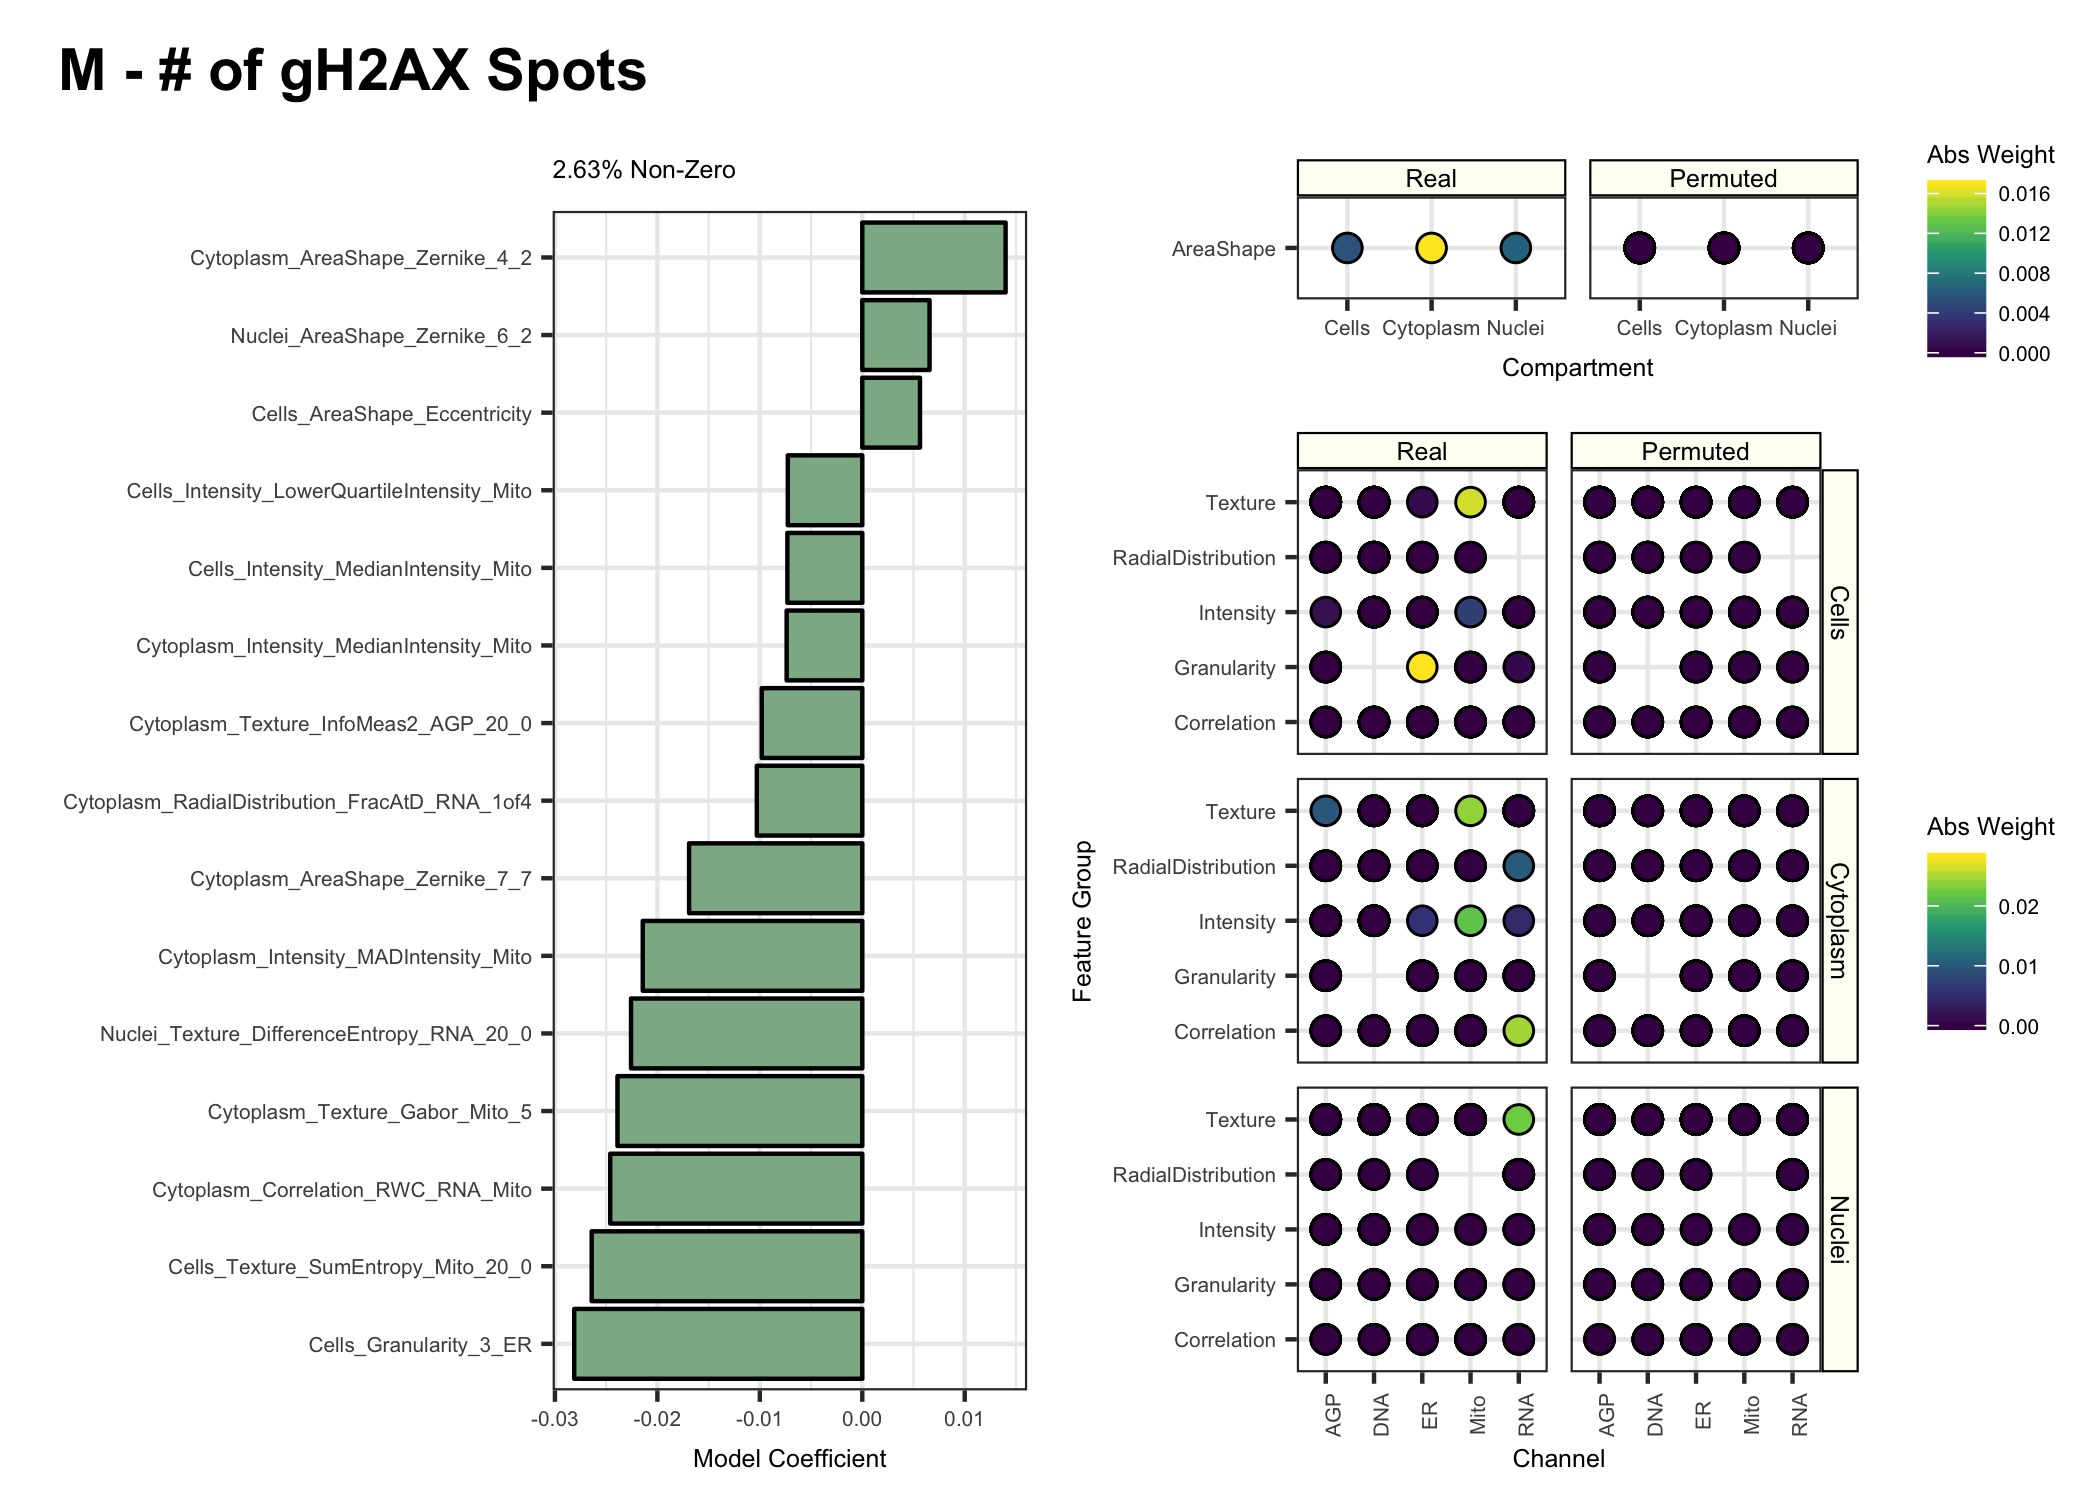 M - # of gH2AX Spots
2.63% Non-Zero
Cytoplasm_AreaShape_Zernike_4_2
Nuclei_AreaShape_Zernike_6_2
Cells_AreaShape_Eccentricity
Cells_Intensity_LowerQuartileIntensity_Mito
Cells_Intensity_MedianIntensity_Mito
Cytoplasm_Intensity_MedianIntensity_Mito
Cytoplasm_Texture_InfoMeas2_AGP_20_0
Cytoplasm_RadialDistribution_FracAtD_RNA_1of4
Cytoplasm_AreaShape_Zernike_7_7
Cytoplasm_Intensity_MADIntensity_Mito
Nuclei_Texture_DifferenceEntropy_RNA_20_0
Cytoplasm_Texture_Gabor_Mito_5
Cytoplasm_Correlation_RWC_RNA_Mito
Cells_Texture_SumEntropy_Mito_20_0
Cells_Granularity_3_ER
-0.03 -0.02 -0.01 0.00 0.01
Model Coefficient
Real Permuted
AreaShape
Cells Cytoplasm Nuclei Cells Cytoplasm Nuclei
Compartment
Abs Weight
0.016
0.012
0.008
0.004
0.000
Feature Group
Real Permuted
Texture
RadialDistribution
Intensity
Granularity
Correlation
Cells
Texture
RadialDistribution
Intensity
Granularity
Correlation
Cytoplasm
Texture
RadialDistribution
Intensity
Granularity
Correlation
Nuclei
AGP DNA ER Mito RNA AGP DNA ER Mito RNA
Channel
Abs Weight
0.02
0.01
0.00